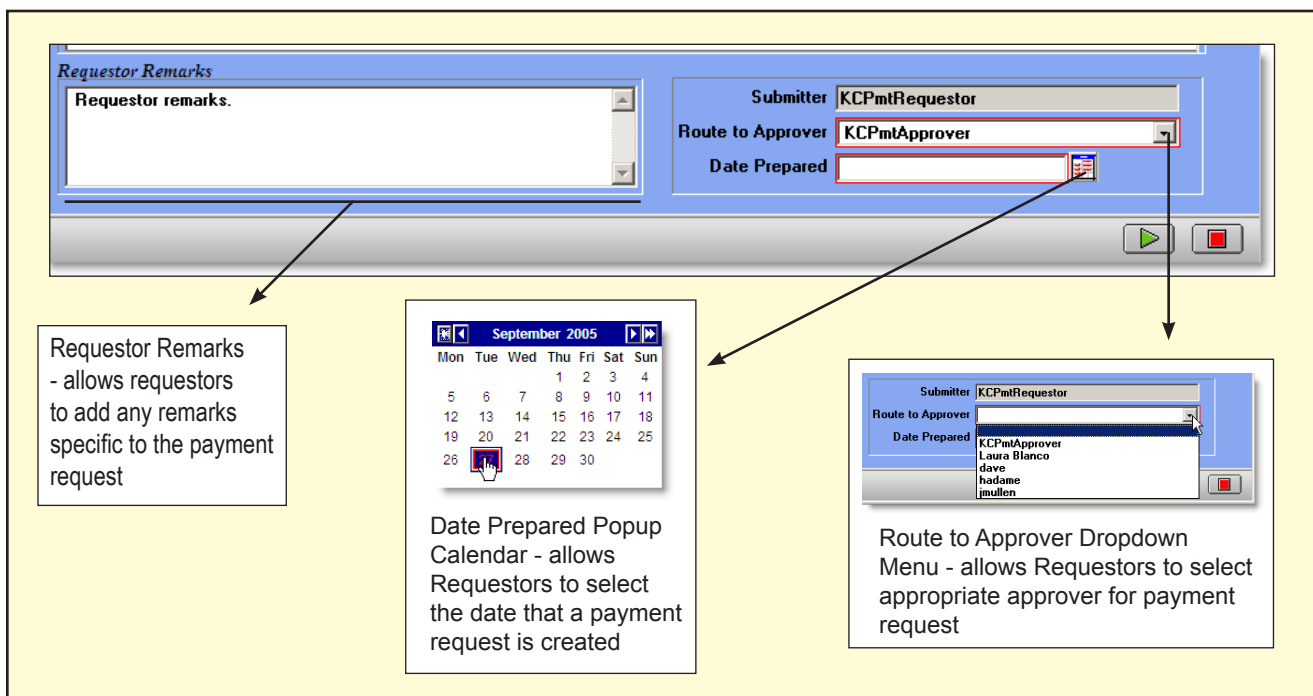 Requestor Remarks
Requestor remarks.
Submitter KCPmtRequestor
Route to Approver KCPmtApprover
Date Prepared
Requestor Remarks
- allows requestors
to add any remarks
specific to the payment
request
September 2005
Mon Tue Wed Thu Fri Sat Sun
1 2 3 4
5 6 7 8 9 10 11
12 13 14 15 16 17 18
19 20 21 22 23 24 25
26 27 28 29 30
Date Prepared Popup
Calendar - allows
Requestors to select
the date that a payment
request is created
Submitter KCPmtRequestor
Route to Approver
Date Prepared
KCPmtApprover
Laura Blanco
dave
hadame
jmullen
Route to Approver Dropdown
Menu - allows Requestors to select
appropriate approver for payment
request